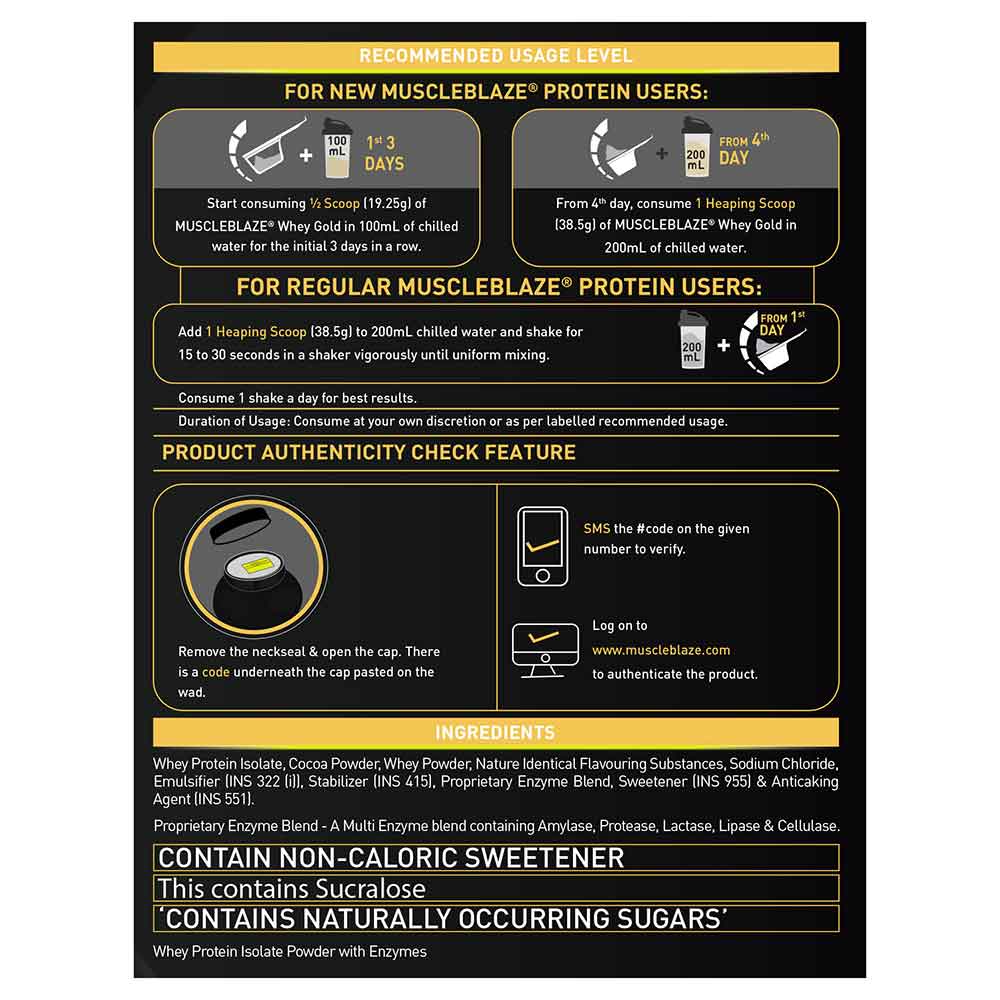 RECOMMENDED USAGE LEVEL
FOR NEW MUSCLEBLAZE® PROTEIN USERS:
100 mL
1st 3
DAYS
Start consuming ½ Scoop (19.25g) of
MUSCLEBLAZE® Whey Gold in 100mL of chilled
water for the initial 3 days in a row.
200 mL
FROM 4th
DAY
From 4th day, consume 1 Heaping Scoop
(38.5g) of MUSCLEBLAZE® Whey Gold in
200mL of chilled water.
FOR REGULAR MUSCLEBLAZE® PROTEIN USERS:
Add 1 Heaping Scoop (38.5g) to 200mL chilled water and shake for
15 to 30 seconds in a shaker vigorously until uniform mixing.
200 mL
+
FROM 1st
DAY
Consume 1 shake a day for best results.
Duration of Usage: Consume at your own discretion or as per labelled recommended usage.
PRODUCT AUTHENTICITY CHECK FEATURE
Remove the neckseal & open the cap. There
is a code underneath the cap pasted on the
wad.
SMS the #code on the given
number to verify.
Log on to
www.muscleblaze.com
to authenticate the product.
INGREDIENTS
Whey Protein Isolate, Cocoa Powder, Whey Powder, Nature Identical Flavouring Substances, Sodium Chloride,
Emulsifier (INS 322 (i)), Stabilizer (INS 415), Proprietary Enzyme Blend, Sweetener (INS 955) & Anticaking
Agent (INS 551).
Proprietary Enzyme Blend - A Multi Enzyme blend containing Amylase, Protease, Lactase, Lipase & Cellulase.
CONTAIN NON-CALORIC SWEETENER
This contains Sucralose
‘CONTAINS NATURALLY OCCURRING SUGARS’
Whey Protein Isolate Powder with Enzymes